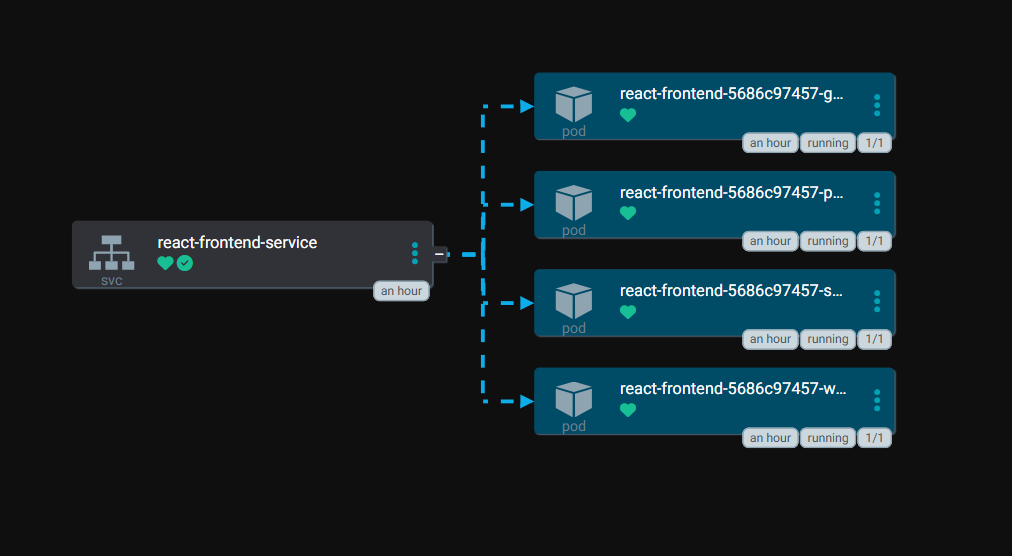 react-frontend-service
svc
an hour
react-frontend-5686c97457-g...
pod
an hour running 1/1
react-frontend-5686c97457-p...
pod
an hour running 1/1
react-frontend-5686c97457-s...
pod
an hour running 1/1
react-frontend-5686c97457-w...
pod
an hour running 1/1